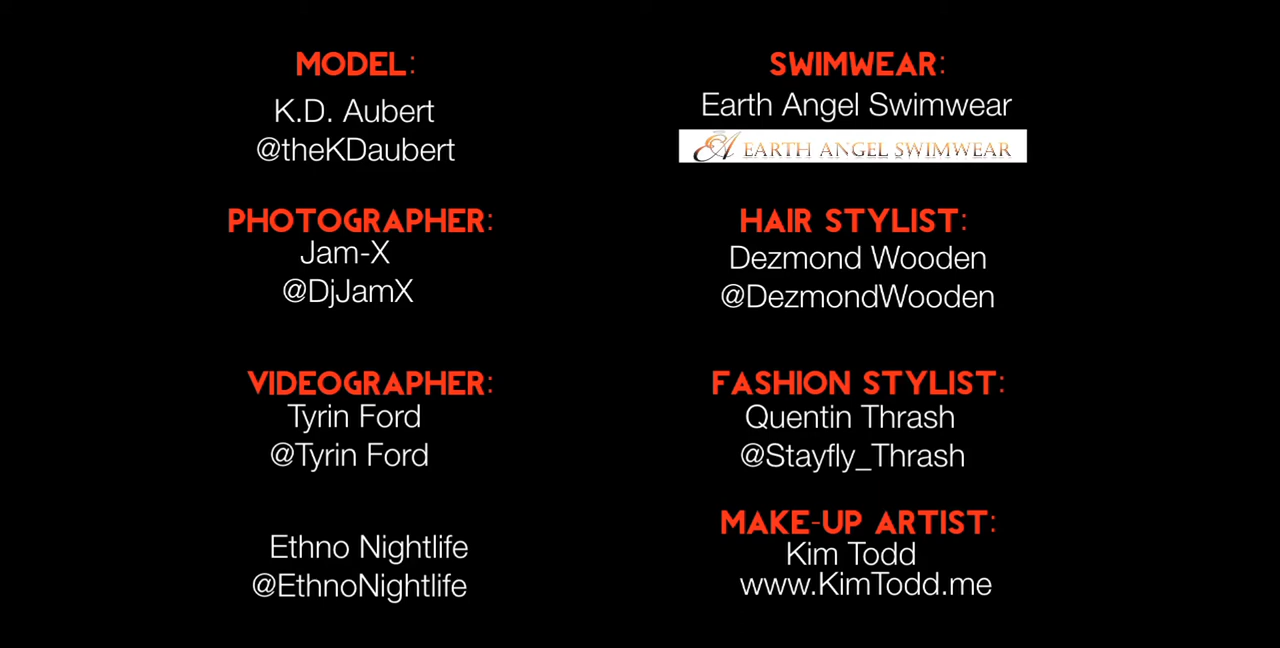 MODEL:
K.D. Aubert
@theKDaubert
PHOTOGRAPHER:
Jam-X
@DjJamX
VIDEOGRAPHER:
Tyrin Ford
@Tyrin Ford
Ethno Nightlife
@EthnoNightlife
SWIMWEAR:
Earth Angel Swimwear
EA EARTH ANGEL SWIMWEAR
HAIR STYLIST:
Dezmond Wooden
@DezmondWooden
FASHION STYLIST:
Quentin Thrash
@Stayfly_Thrash
MAKE-UP ARTIST:
Kim Todd
www.KimTodd.me